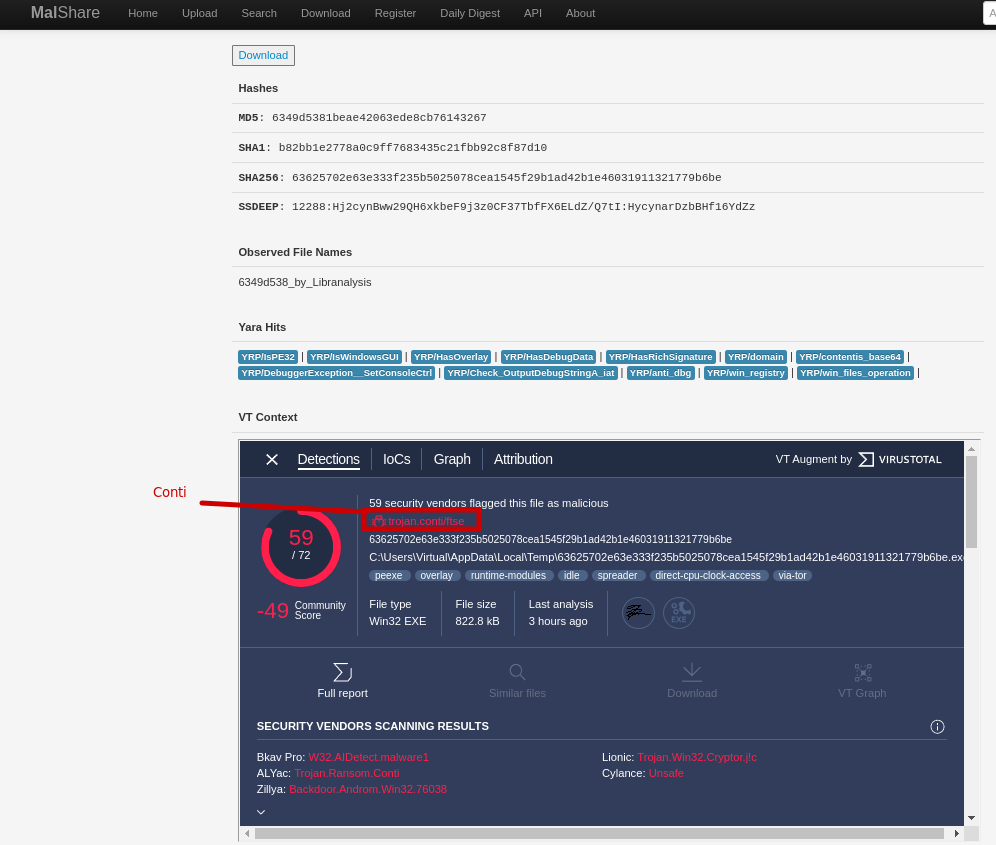 MalShare Home Upload Search Download Register Daily Digest API About A
Download
Hashes
MD5: 6349d5381beae42063ede8cb76143267
SHA1: b82bb1e2778a0c9ff7683435c21fbb92c8f87d10
SHA256: 63625702e63e333f235b5025078cea1545f29b1ad42b1e46031911321779b6be
SSDEEP: 12288:Hj2cynBww29QH6xkbeF9j3z0CF37TbfFX6ELdZ/Q7tI:HycynarDzbBHf16YdZz
Observed File Names
6349d538_by_Libranalysis
Yara Hits
YRP/IsPE32 | YRP/IsWindowsGUI | YRP/HasOverlay | YRP/HasDebugData | YRP/HasRichSignature | YRP/domain | YRP/contentis_base64 |
YRP/DebuggerException__SetConsoleCtrl | YRP/Check_OutputDebugStringA_iat | YRP/anti_dbg | YRP/win_registry | YRP/win_files_operation |
VT Context
Detections IoCs Graph Attribution VT Augment by VIRUSTOTAL
Conti
59 security vendors flagged this file as malicious
trojan.conti/ftse
63625702e63e333f235b5025078cea1545f29b1ad42b1e46031911321779b6be
C:\Users\Virtual\AppData\Local\Temp\63625702e63e333f235b5025078cea1545f29b1ad42b1e46031911321779b6be.exe
peexe overlay runtime-modules idle spreader direct-cpu-clock-access via-tor
59
/ 72
-49 Community
Score
File type File size Last analysis
Win32 EXE 822.8 kB 3 hours ago
EXE
Full report Similar files Download VT Graph
SECURITY VENDORS SCANNING RESULTS
Bkav Pro: W32.AIDetect.malware1 Lionic: Trojan.Win32.Cryptor.j!c
ALYac: Trojan.Ransom.Conti Cylance: Unsafe
Zillya: Backdoor.Androm.Win32.76038